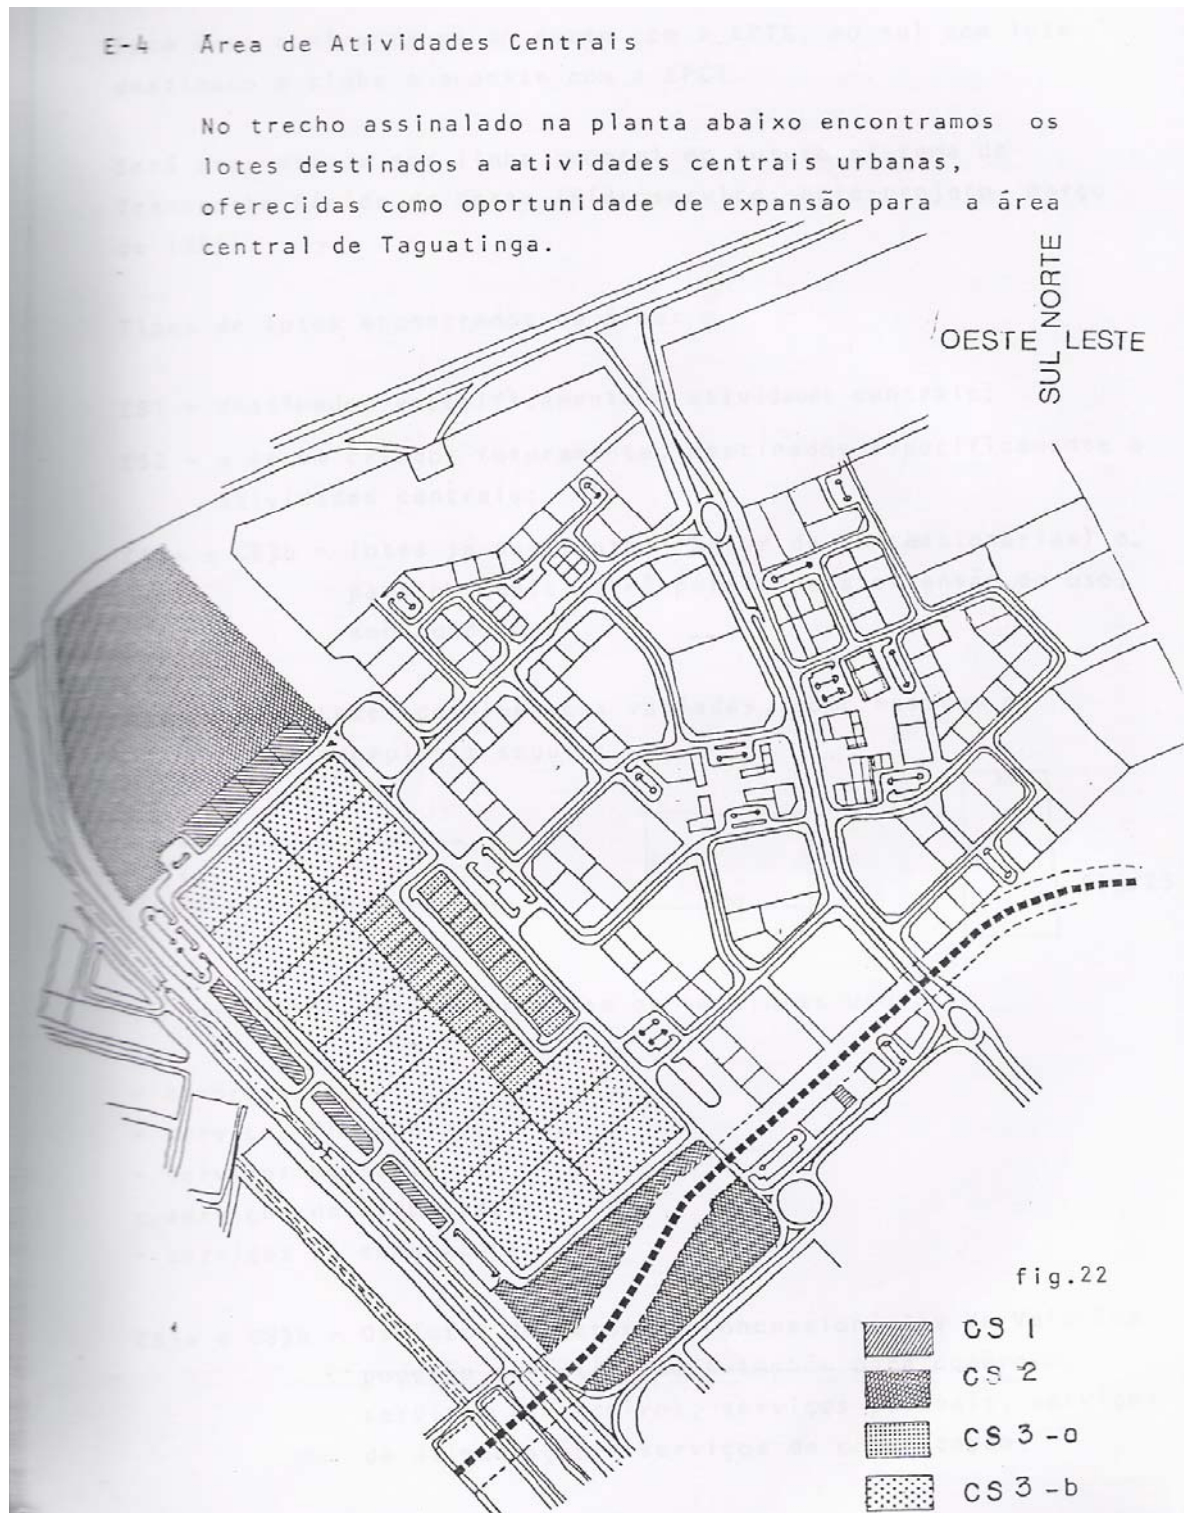 E-4 Área de Atividades Centrais
No trecho assinalado na planta abaixo encontramos os
lotes destinados a atividades centrais urbanas,
oferecidas como oportunidade de expansão para a área
central de Taguatinga.
NORTE
OESTE LESTE
SUL
fig.22
CS 1
CS 2
CS 3-a
CS 3-b